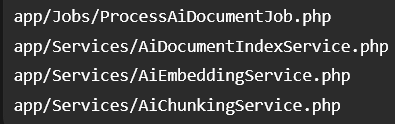 app/Jobs/ProcessAiDocumentJob.php
app/Services/AiDocumentIndexService.php
app/Services/AiEmbeddingService.php
app/Services/AiChunkingService.php